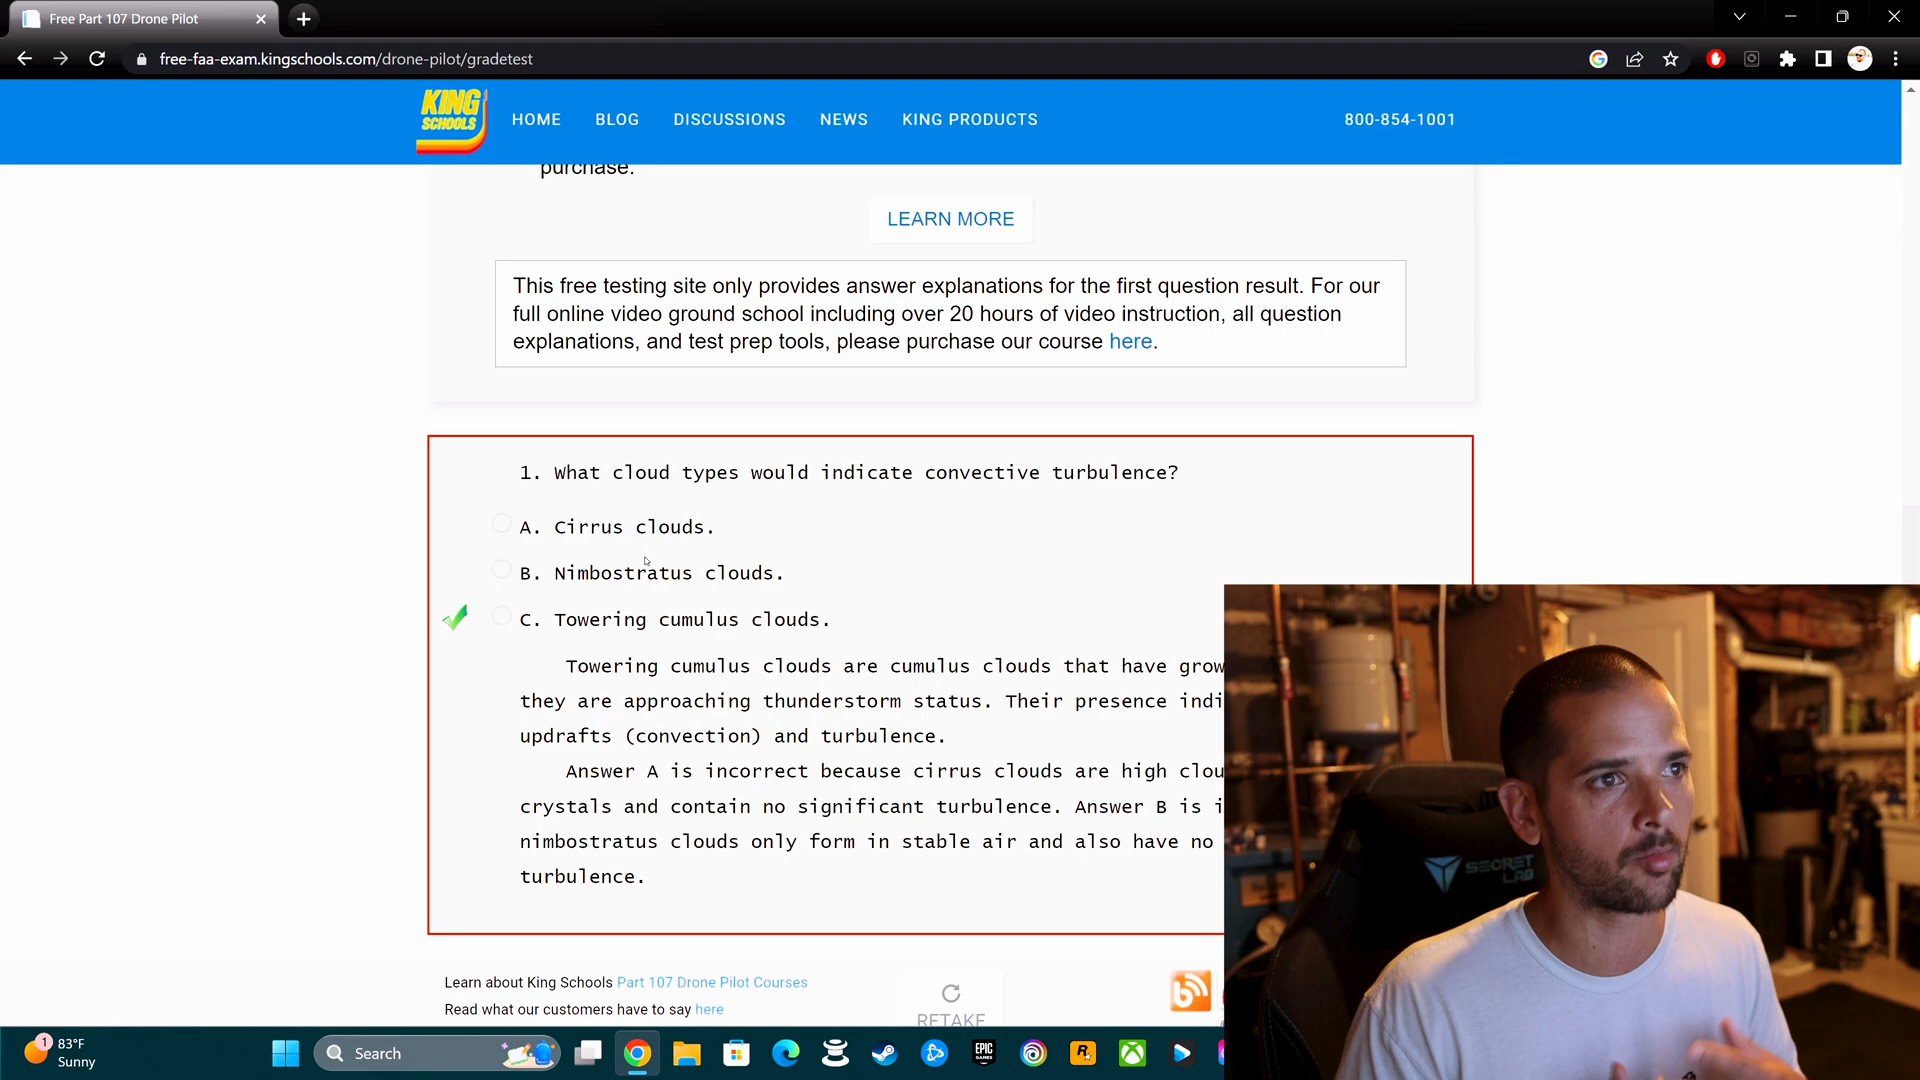 Free Part 107 Drone Pilot
free-faa-exam.kingschools.com/drone-pilot/gradetest
KING
SCHOOLS
HOME
BLOG
DISCUSSIONS
NEWS
KING PRODUCTS
800-854-1001
purchase.
LEARN MORE
This free testing site only provides answer explanations for the first question result. For our
full online video ground school including over 20 hours of video instruction, all question
explanations, and test prep tools, please purchase our course here.
1. What cloud types would indicate convective turbulence?
A. Cirrus clouds.
B. Nimbostratus clouds.
C. Towering cumulus clouds.
Towering cumulus clouds are cumulus clouds that have grow
they are approaching thunderstorm status. Their presence indi
updrafts (convection) and turbulence.
Answer A is incorrect because cirrus clouds are high clou
crystals and contain no significant turbulence. Answer B is i
nimbostratus clouds only form in stable air and also have no
turbulence.
SECRET
LAB
Learn about King Schools Part 107 Drone Pilot Courses
Read what our customers have to say here
RETAKE
1
83°F
Sunny
Search
EPIC
GAMES
R